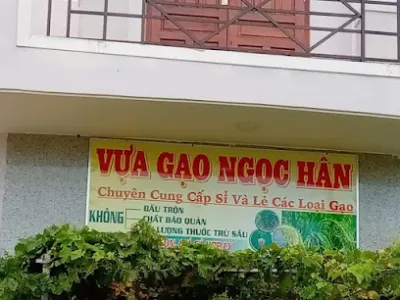 VỰA GẠO NGỌC HÂN
Chuyên Cung Cấp Sỉ Và Lẻ Các Loại Gạo
KHÔNG
ĐẤU TRỘN
CHẤT BẢO QUẢN
LƯỢNG THUỐC TRỪ SÂU